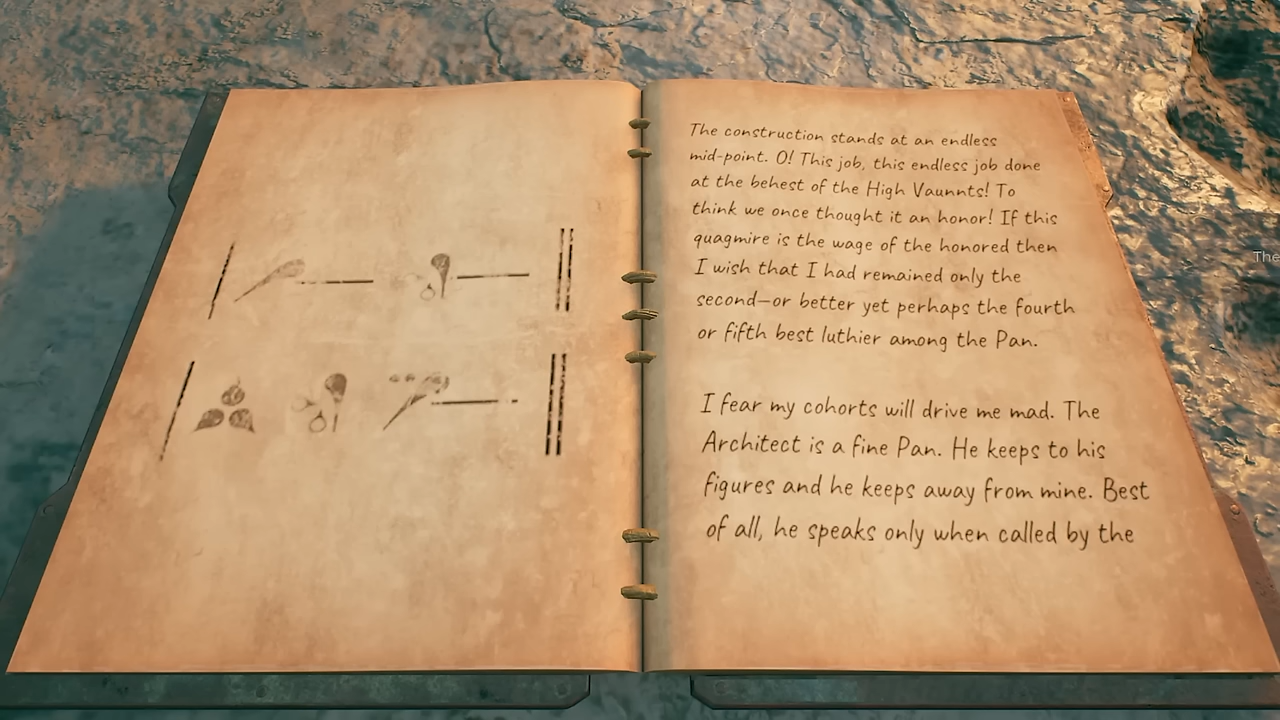 The construction stands at an endless
mid-point. O! This job, this endless job done
at the behest of the High Vaunnts! To
think we once thought it an honor! If this
quagmire is the wage of the honored then
I wish that I had remained only the
second—or better yet perhaps the fourth
or fifth best luthier among the Pan.
I fear my cohorts will drive me mad. The
Architect is a fine Pan. He keeps to his
figures and he keeps away from mine. Best
of all, he speaks only when called by the
The